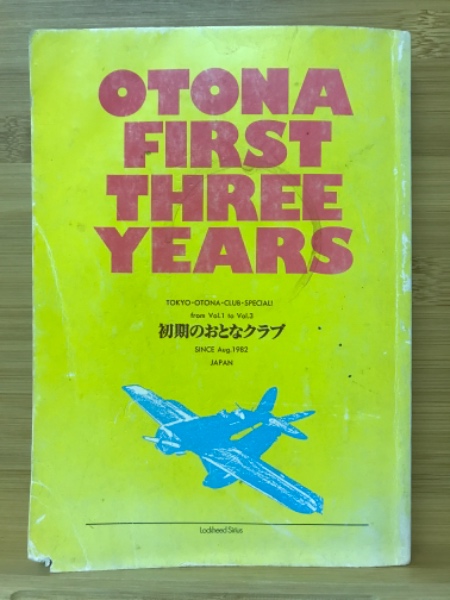 OTONA
FIRST
THREE
YEARS
TOKYO-OTONA-CLUB-SPECIAL!
from Vol.1 to Vol.3
初期のおとなクラブ
SINCE Aug.1982
JAPAN
Lockheed Sirius